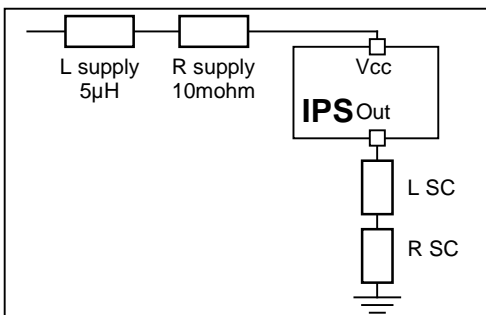 L supply
5µH
R supply
10mohm
Vcc
IPS Out
L SC
R SC